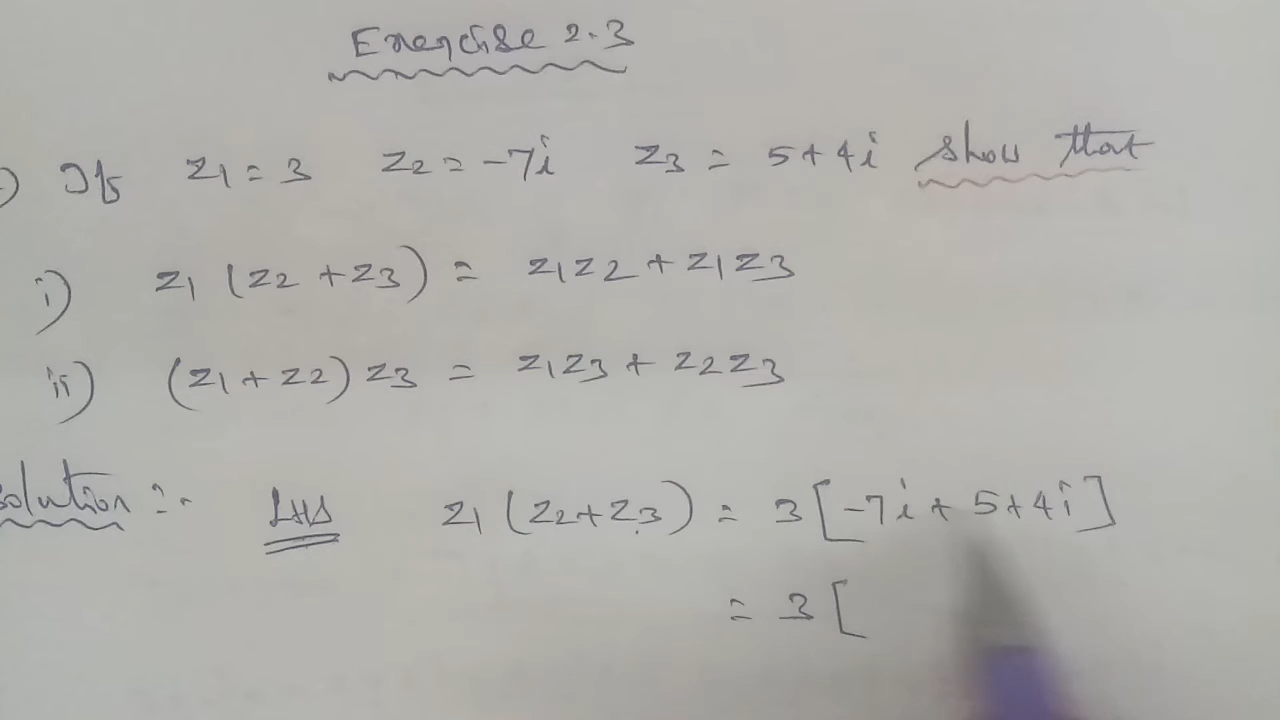 Exercise 2.3
) If z1 = 3 z2 = -7i z3 = 5+4i show that
i) z1 (z2 + z3) = z1z2 + z1z3
ii) (z1 + z2) z3 = z1z3 + z2z3
Solution :- LHS z1 (z2+z3) = 3 [-7i + 5+4i]
= 3 [